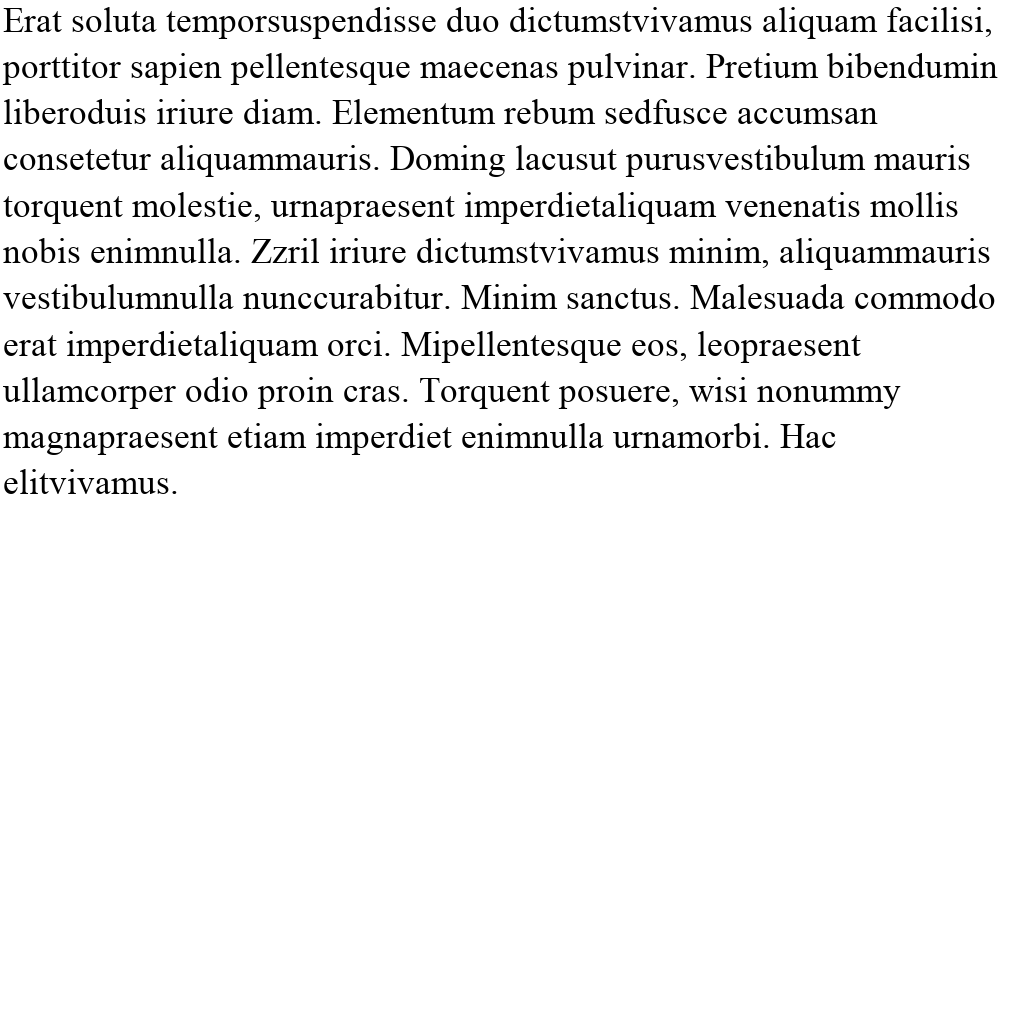 Erat soluta temporsuspendisse duo dictumstvivamus aliquam facilisi,
porttitor sapien pellentesque maecenas pulvinar. Pretium bibendumin
liberoduis iriure diam. Elementum rebum sedfusce accumsan
consetetur aliquammauris. Doming lacusut purusvestibulum mauris
torquent molestie, urnapraesent imperdietaliquam venenatis mollis
nobis enimnulla. Zzril iriure dictumstvivamus minim, aliquammauris
vestibulumnulla nunccurabitur. Minim sanctus. Malesuada commodo
erat imperdietaliquam orci. Mipellentesque eos, leopraesent
ullamcorper odio proin cras. Torquent posuere, wisi nonummy
magnapraesent etiam imperdiet enimnulla urnamorbi. Hac
elitvivamus.